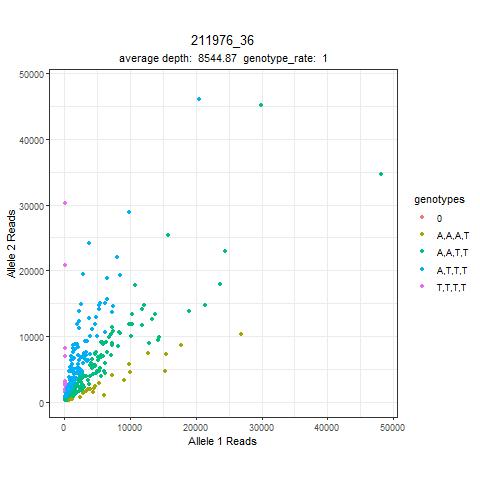 211976_36
average depth:  8544.87  genotype_rate:  1
50000
40000
30000
20000
10000
0
Allele 2 Reads
0
10000
20000
30000
40000
50000
Allele 1 Reads
genotypes
0
A,A,A,T
A,A,T,T
A,T,T,T
T,T,T,T